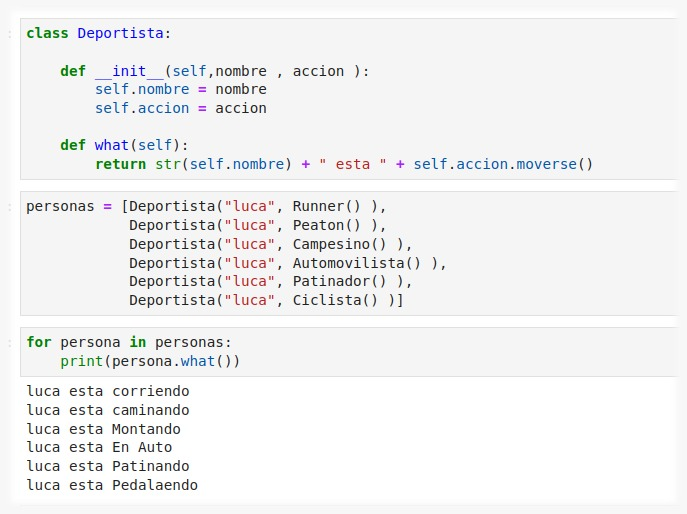 class Deportista:
def __init__(self,nombre , accion ):
self.nombre = nombre
self.accion = accion
def what(self):
return str(self.nombre) + " esta " + self.accion.moverse()
personas = [Deportista("luca", Runner() ),
Deportista("luca", Peaton() ),
Deportista("luca", Campesino() ),
Deportista("luca", Automovilista() ),
Deportista("luca", Patinador() ),
Deportista("luca", Ciclista() )]
for persona in personas:
print(persona.what())
luca esta corriendo
luca esta caminando
luca esta Montando
luca esta En Auto
luca esta Patinando
luca esta Pedalaendo